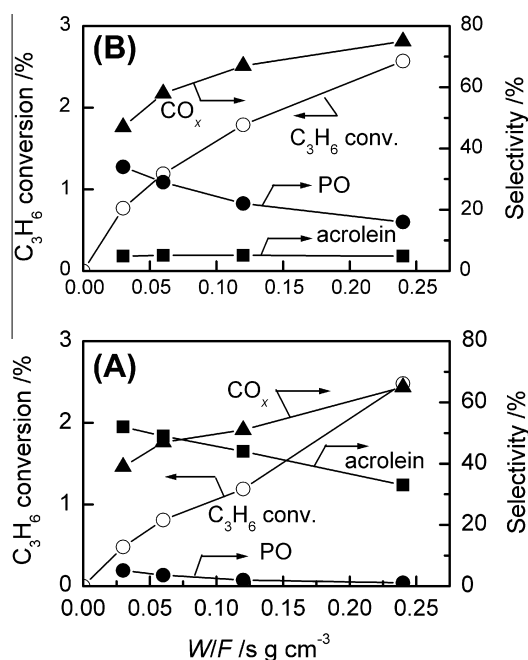 (B)
C₃H₆ conversion /%
Selectivity /%
3
2
1
0
80
60
40
20
0
COₓ
C₃H₆ conv.
PO
acrolein
0.00 0.05 0.10 0.15 0.20 0.25
(A)
C₃H₆ conversion /%
Selectivity /%
3
2
1
0
80
60
40
20
0
COₓ
acrolein
C₃H₆ conv.
PO
0.00 0.05 0.10 0.15 0.20 0.25
W/F /s g cm⁻³